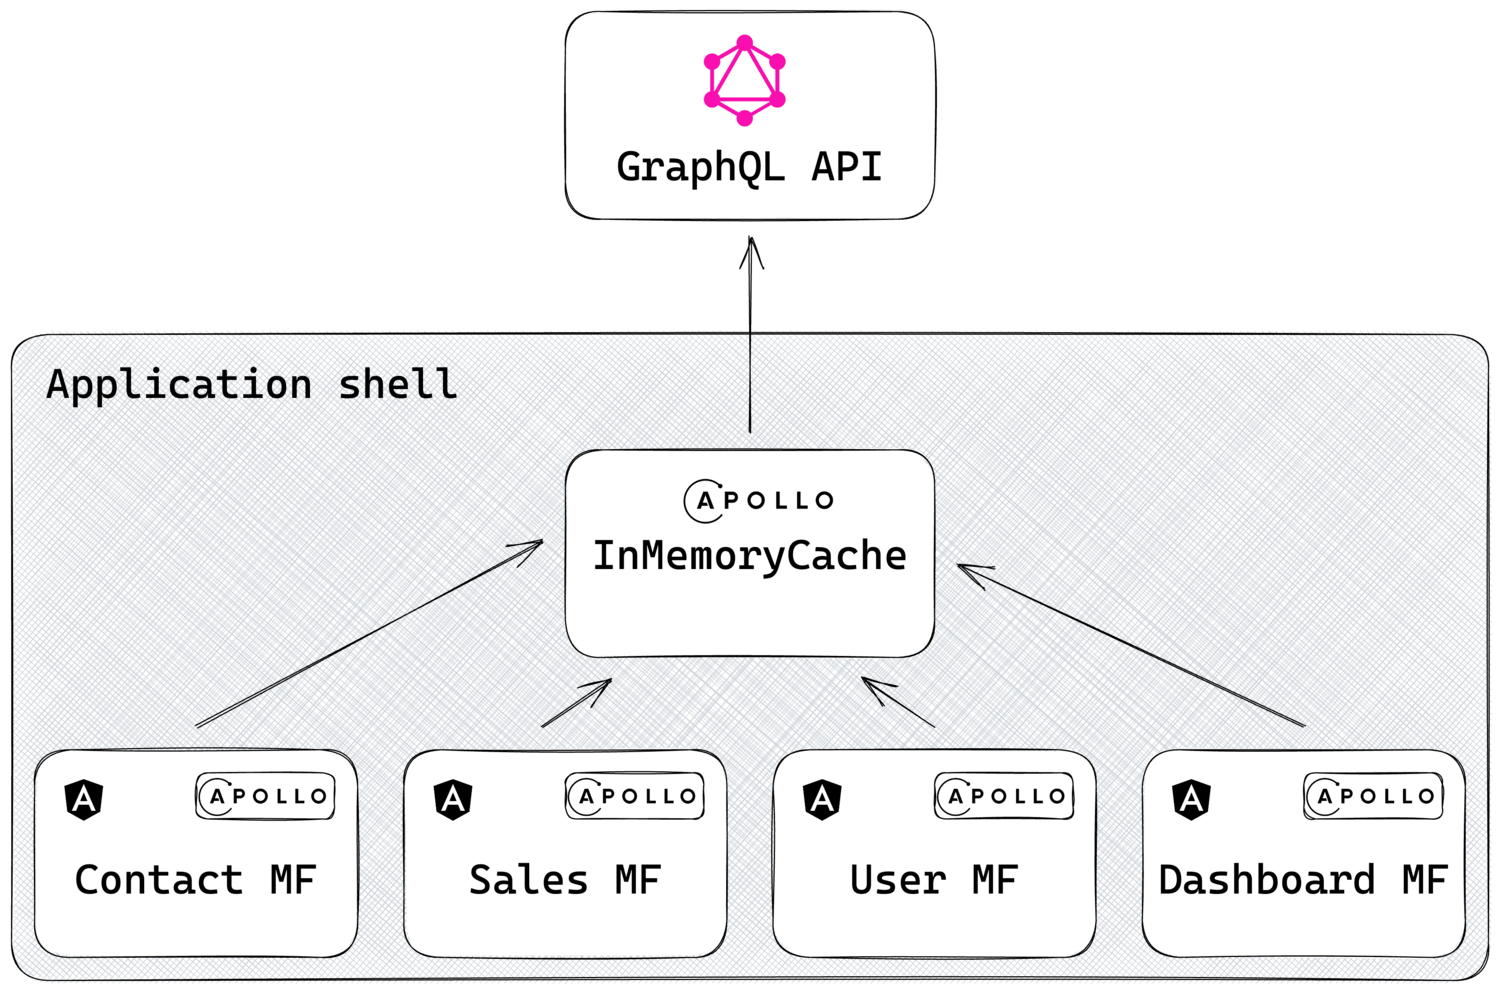 GraphQL API
Application shell
APOLLO
InMemoryCache
APOLLO
Contact MF
APOLLO
Sales MF
APOLLO
User MF
APOLLO
Dashboard MF